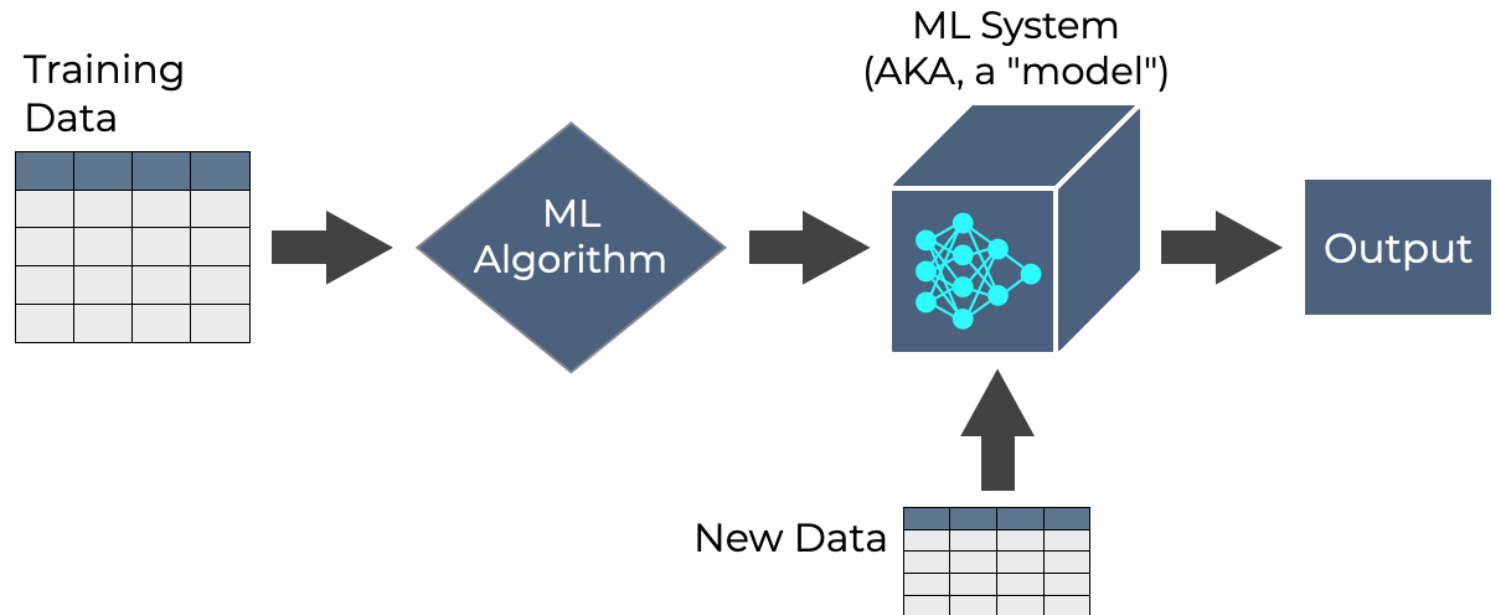 Training
Data
ML
Algorithm
ML System
(AKA, a "model")
Output
New Data